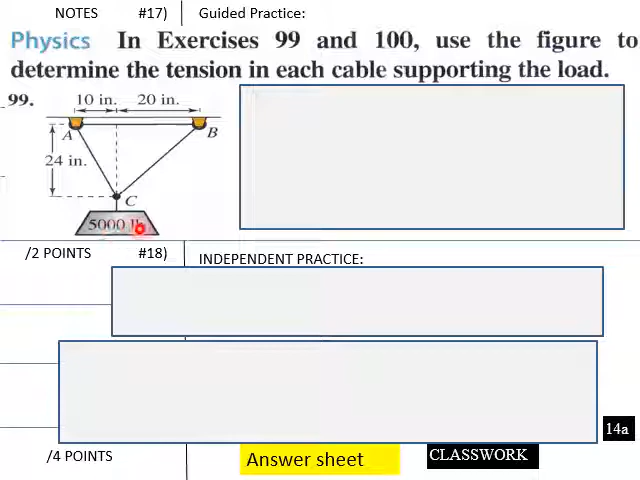 NOTES #17) Guided Practice:
Physics In Exercises 99 and 100, use the figure to
determine the tension in each cable supporting the load.
99.
10 in. 20 in.
A B
24 in.
C
5000 lb
/2 POINTS #18) INDEPENDENT PRACTICE:
14a
/4 POINTS Answer sheet CLASSWORK